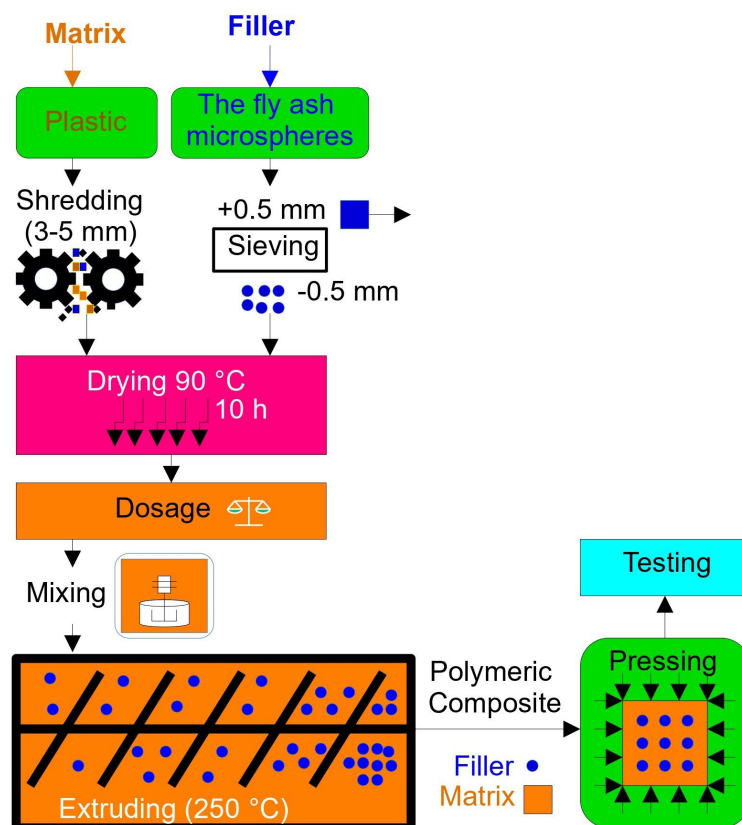 Matrix
Filler
Plastic
The fly ash
microspheres
Shredding
(3-5 mm)
+0.5 mm
Sieving
-0.5 mm
Drying 90 °C
10 h
Dosage
Mixing
Extruding (250 °C)
Polymeric
Composite
Filler
Matrix
Pressing
Testing